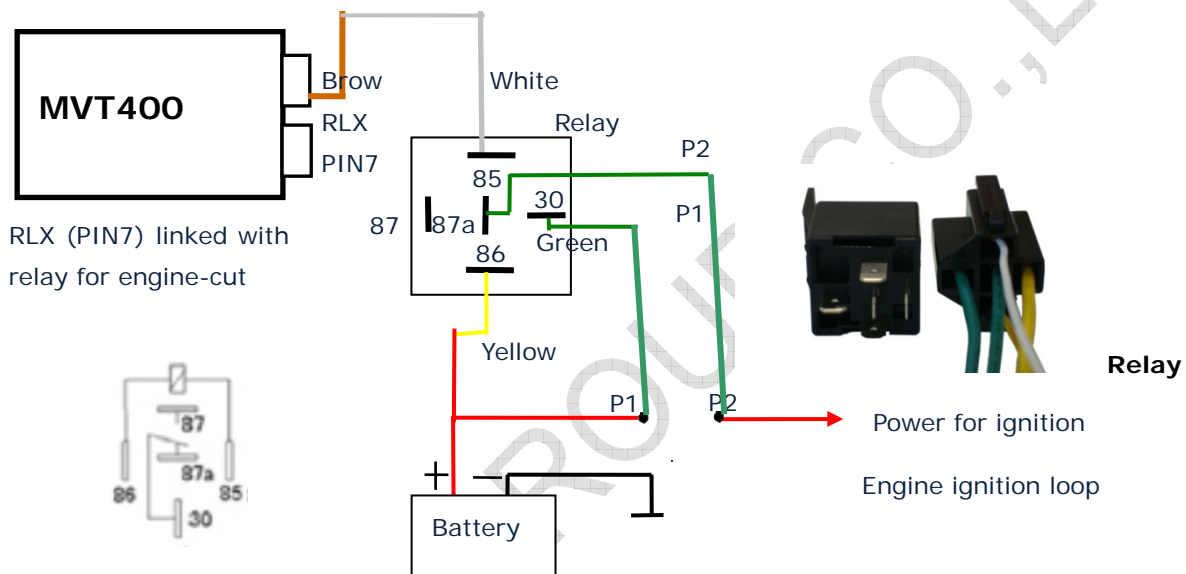 MVT400
Brow
RLX
PIN7
RLX (PIN7) linked with
relay for engine-cut
White
Relay
85
87
87a
30
Green
86
Yellow
P2
P1
P1
P2
Relay
Power for ignition
Engine ignition loop
+ −
Battery
87
87a
86
85
30
ROU
CO.,L